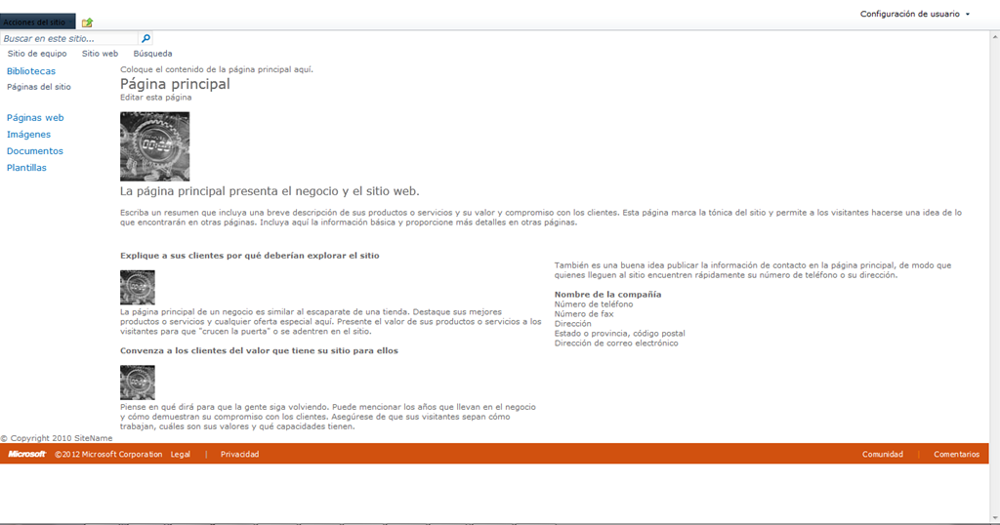 Configuración de usuario
Acciones del sitio
Buscar en este sitio...
Sitio de equipo Sitio web Búsqueda
Bibliotecas
Páginas del sitio
Páginas web
Imágenes
Documentos
Plantillas
Coloque el contenido de la página principal aquí.
Página principal
Editar esta página
00:00
La página principal presenta el negocio y el sitio web.
Escriba un resumen que incluya una breve descripción de sus productos o servicios y su valor y compromiso con los clientes. Esta página marca la tónica del sitio y permite a los visitantes hacerse una idea de lo
que encontrarán en otras páginas. Incluya aquí la información básica y proporcione más detalles en otras páginas.
Explique a sus clientes por qué deberían explorar el sitio
La página principal de un negocio es similar al escaparate de una tienda. Destaque sus mejores
productos o servicios y cualquier oferta especial aquí. Presente el valor de sus productos o servicios a los
visitantes para que "crucen la puerta" o se adentren en el sitio.
Convenza a los clientes del valor que tiene su sitio para ellos
Piense en qué dirá para que la gente siga volviendo. Puede mencionar los años que llevan en el negocio
y cómo demuestran su compromiso con los clientes. Asegúrese de que sus visitantes sepan cómo
trabajan, cuáles son sus valores y qué capacidades tienen.
También es una buena idea publicar la información de contacto en la página principal, de modo que
quienes lleguen al sitio encuentren rápidamente su número de teléfono o su dirección.
Nombre de la compañía
Número de teléfono
Número de fax
Dirección
Estado o provincia, código postal
Dirección de correo electrónico
© Copyright 2010 SiteName
Microsoft ©2012 Microsoft Corporation Legal | Privacidad Comunidad | Comentarios